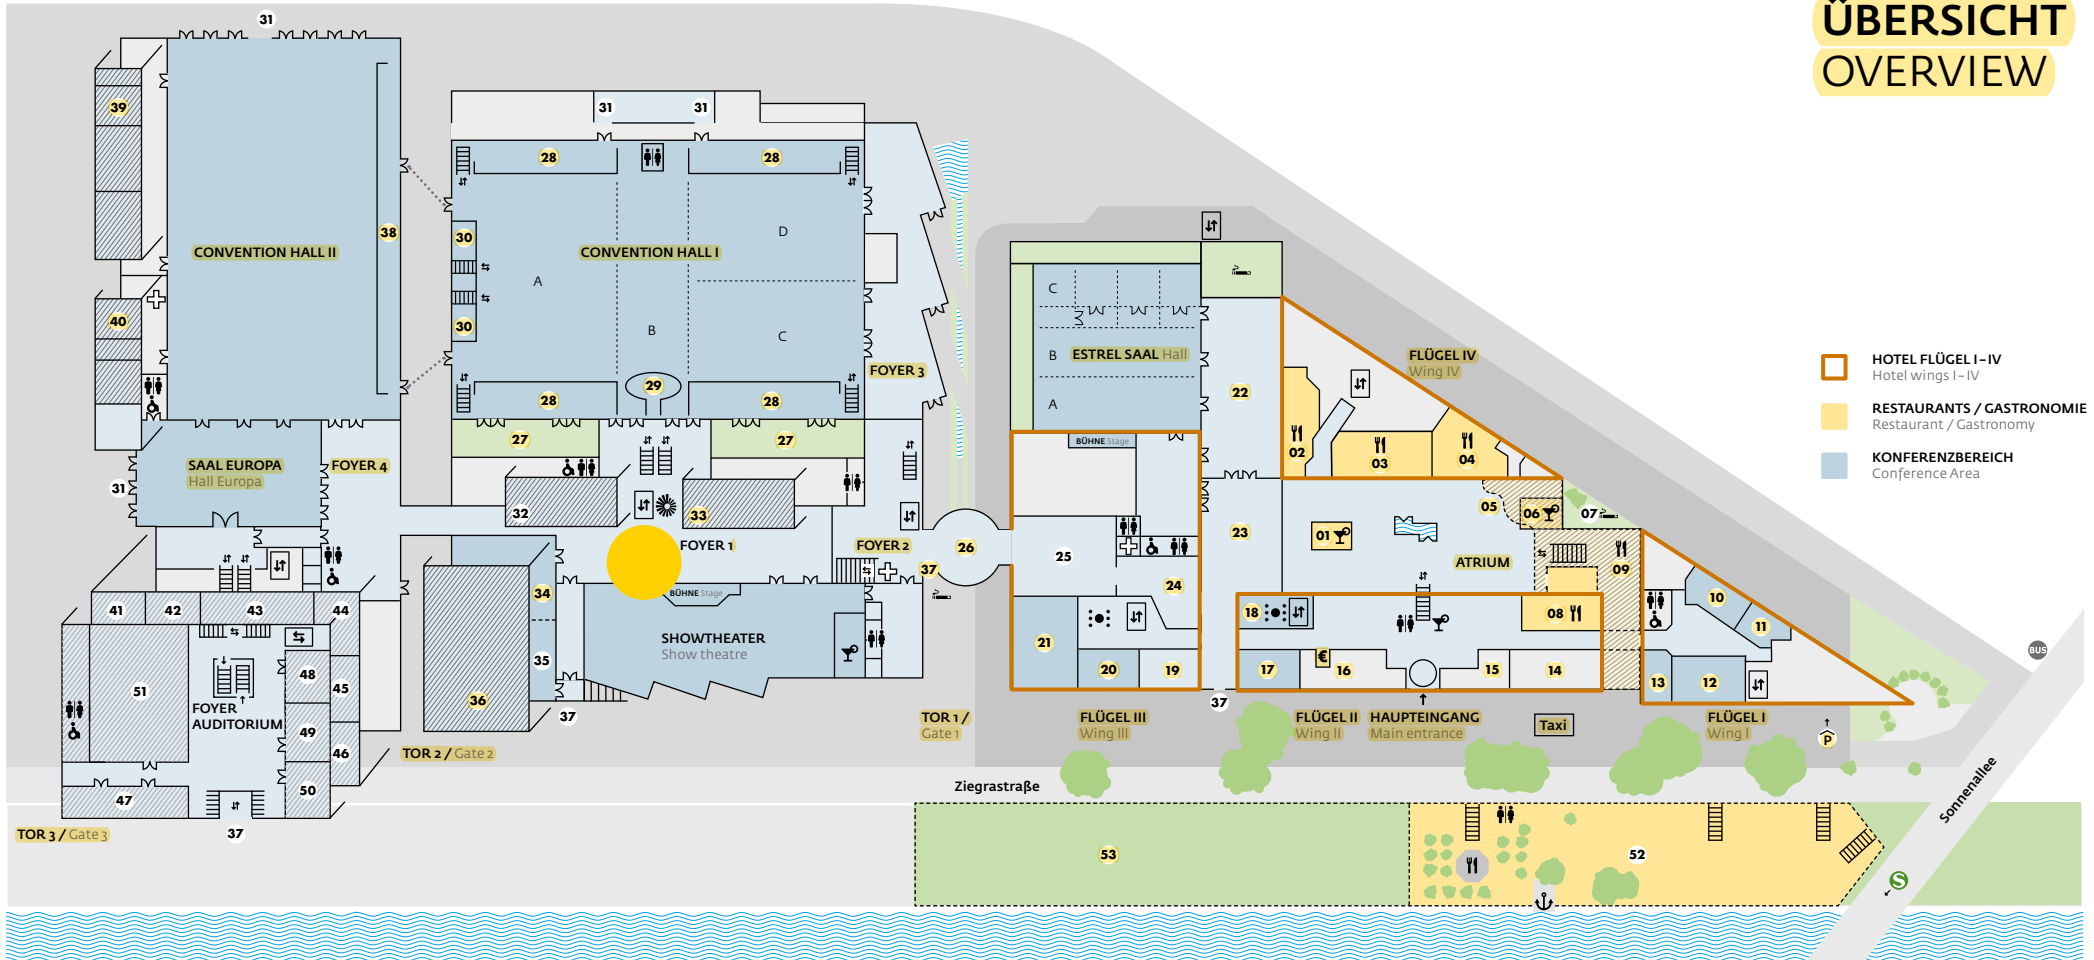 ÜBERSICHT
OVERVIEW
31
39
38
CONVENTION HALL II
40
31
31
28
28
30
30
CONVENTION HALL I
A
B
C
D
29
28
28
27
27
FOYER 3
SAAL EUROPA
Hall Europa
31
FOYER 4
32
33
FOYER 1
FOYER 2
26
37
34
35
36
BÜHNE Stage
SHOWTHEATER
Show theatre
37
41
42
43
44
45
46
47
48
49
50
51
FOYER
AUDITORIUM
37
TOR 3 / Gate 3
TOR 2 / Gate 2
TOR 1 /
Gate 1
C
B
A
ESTREL SAAL Hall
BÜHNE Stage
22
23
25
24
21
20
19
18
17
€
16
15
14
37
FLÜGEL IV
Wing IV
02
03
04
05
06
07
01
ATRIUM
09
08
10
11
12
13
FLÜGEL III
Wing III
FLÜGEL II
Wing II
HAUPTEINGANG
Main entrance
Taxi
FLÜGEL I
Wing I
P
BUS
Ziegrastraße
Sonnenallee
53
52
S
HOTEL FLÜGEL I–IV
Hotel wings I–IV
RESTAURANTS / GASTRONOMIE
Restaurant / Gastronomy
KONFERENZBEREICH
Conference Area